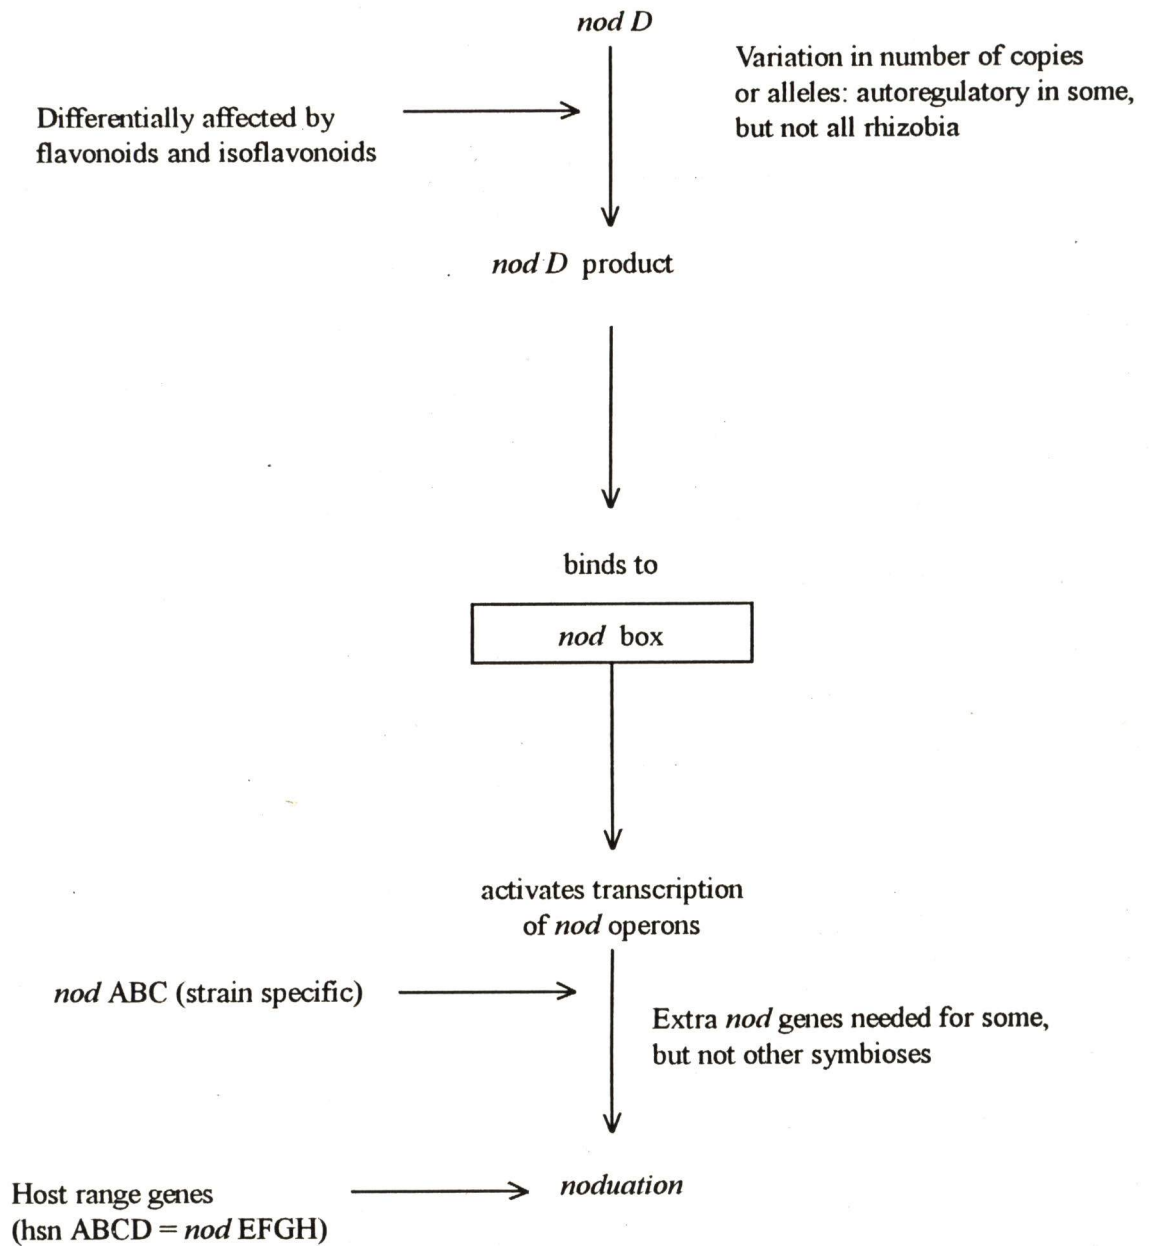 nod D
Variation in number of copies
or alleles: autoregulatory in some,
but not all rhizobia
Differentially affected by
flavonoids and isoflavonoids
nod D product
binds to
nod box
activates transcription
of nod operons
nod ABC (strain specific)
Extra nod genes needed for some,
but not other symbioses
noduation
Host range genes
(hsn ABCD = nod EFGH)